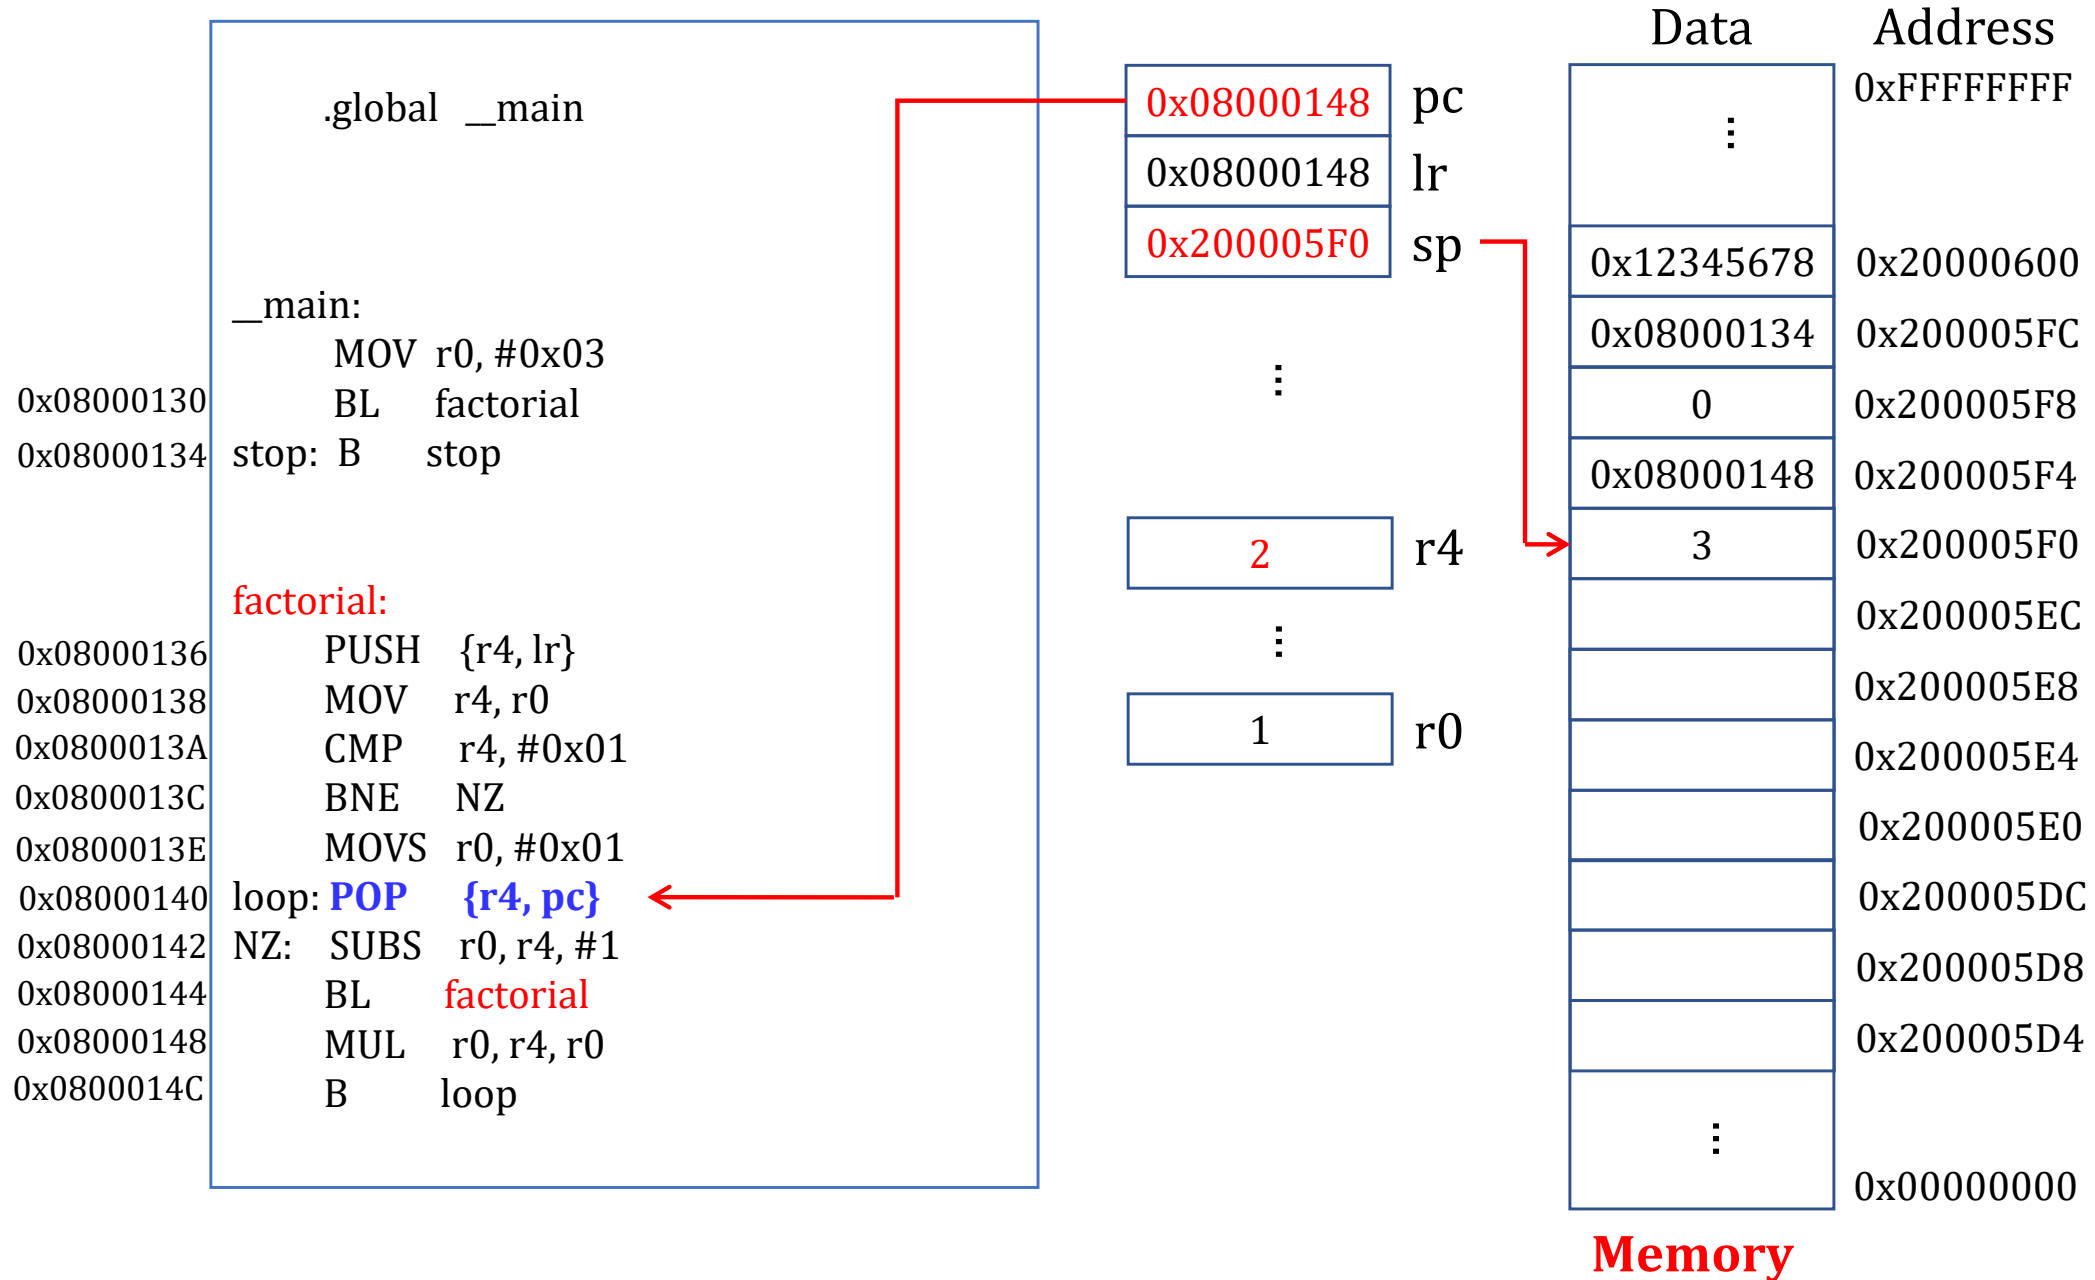 .global __main
__main:
MOV r0, #0x03
0x08000130 BL factorial
0x08000134 stop: B stop
factorial:
0x08000136 PUSH {r4, lr}
0x08000138 MOV r4, r0
0x0800013A CMP r4, #0x01
0x0800013C BNE NZ
0x0800013E MOVS r0, #0x01
0x08000140 loop: POP {r4, pc}
0x08000142 NZ: SUBS r0, r4, #1
0x08000144 BL factorial
0x08000148 MUL r0, r4, r0
0x0800014C B loop
0x08000148 pc
0x08000148 lr
0x200005F0 sp
⋮
2 r4
⋮
1 r0
Data Address
0xFFFFFFFF
⋮
0x12345678 0x20000600
0x08000134 0x200005FC
0 0x200005F8
0x08000148 0x200005F4
3 0x200005F0
0x200005EC
0x200005E8
0x200005E4
0x200005E0
0x200005DC
0x200005D8
0x200005D4
⋮
0x00000000
Memory